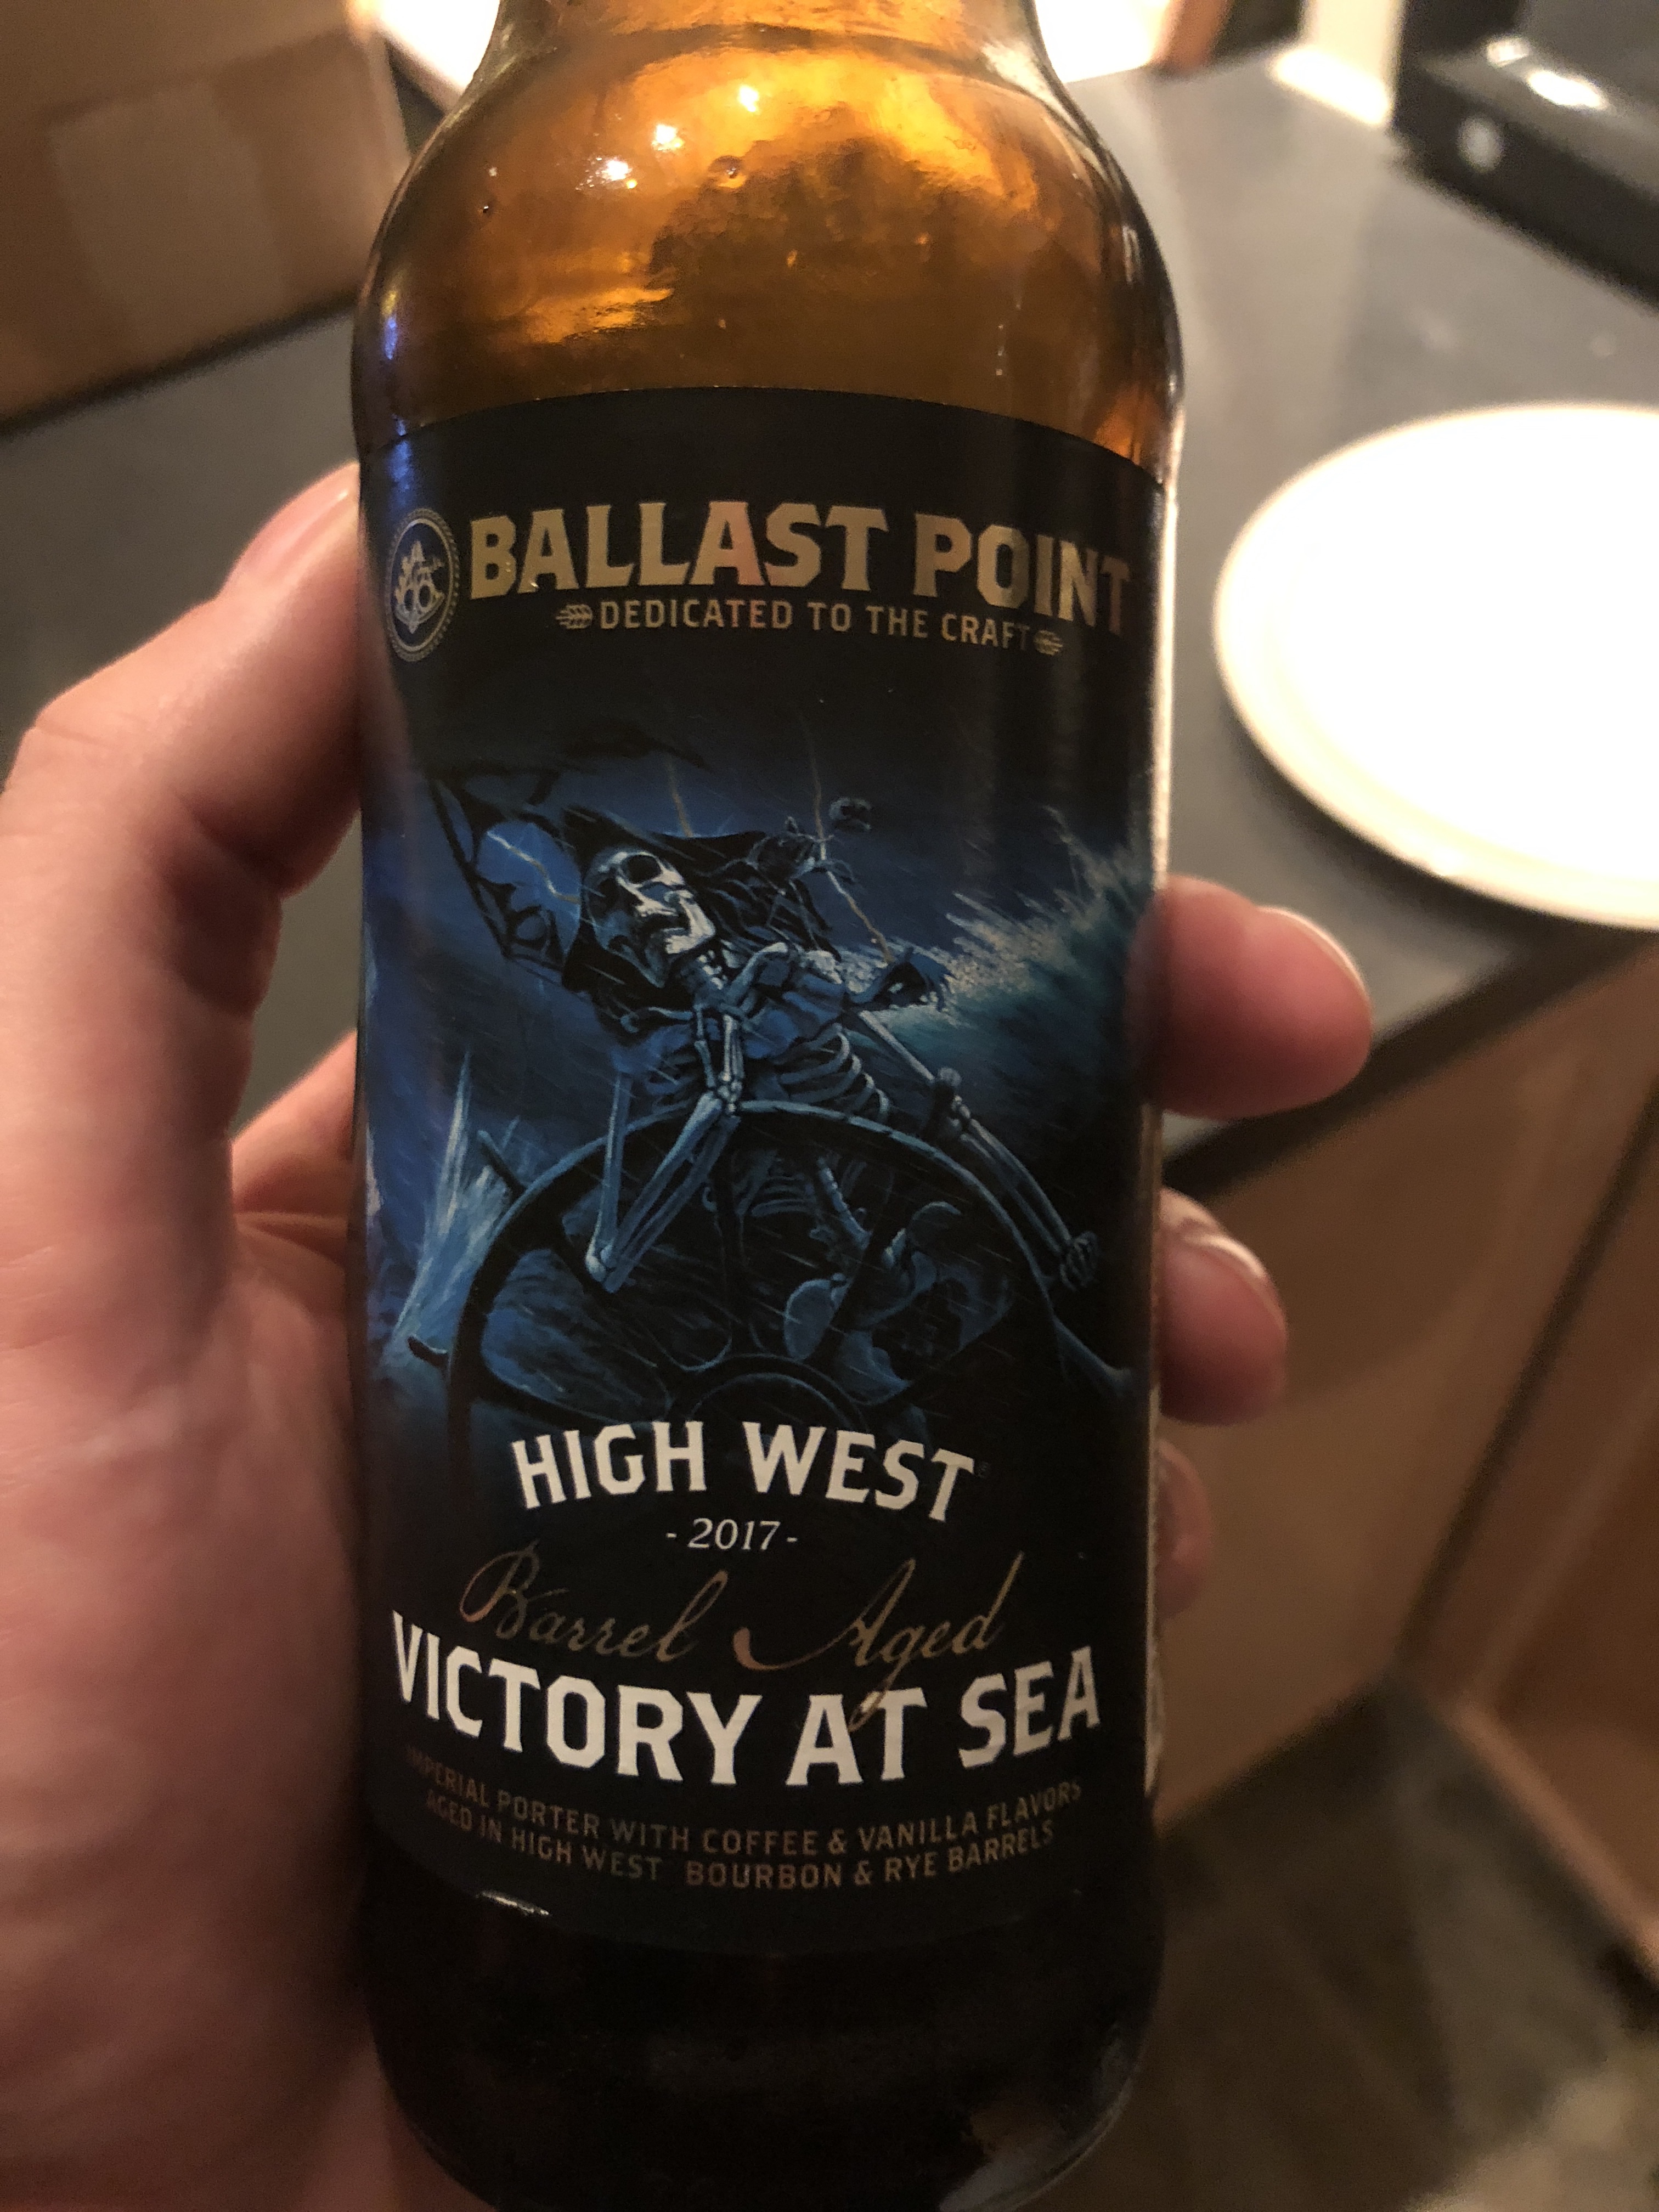 BALLAST POINT
DEDICATED TO THE CRAFT
HIGH WEST®
- 2017 -
Barrel Aged
VICTORY AT SEA
IMPERIAL PORTER WITH COFFEE & VANILLA FLAVORS
AGED IN HIGH WEST BOURBON & RYE BARRELS